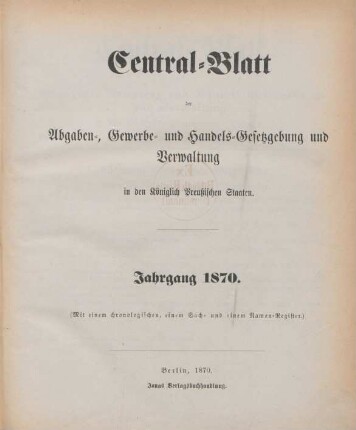 Central-Blatt
der
Abgaben-, Gewerbe- und Handels-Gesetzgebung und
Verwaltung
in den Königlich Preußischen Staaten.
Jahrgang 1870.
(Mit einem chronologischen, einem Sach- und einem Namen-Register.)
Berlin, 1870.
Jonas Verlagsbuchhandlung.